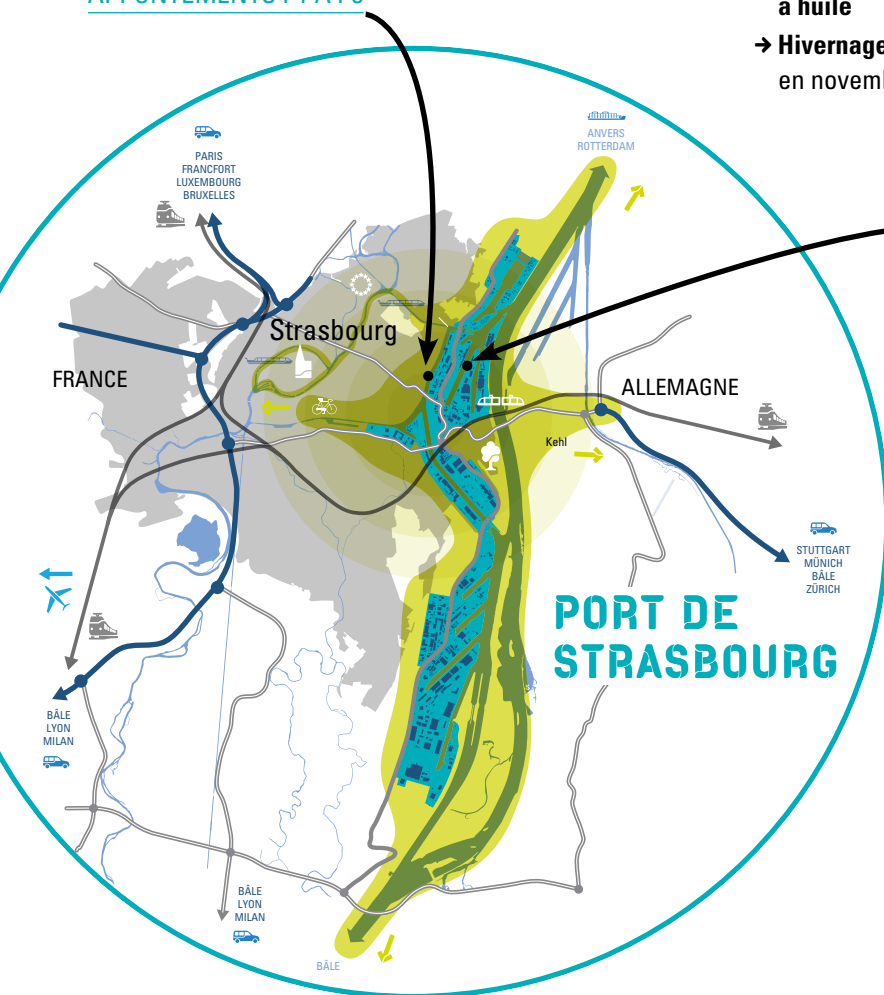 à huile
→ Hivernage
en novem
ANVERS
ROTTERDAM
PARIS
FRANCFORT
LUXEMBOURG
BRUXELLES
Strasbourg
FRANCE
ALLEMAGNE
Kehl
STUTTGART
MÜNICH
BÂLE
ZÜRICH
PORT DE
STRASBOURG
BÂLE
LYON
MILAN
BÂLE
LYON
MILAN
BÂLE